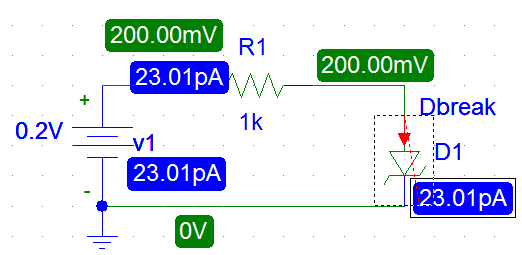 200.00mV
R1
200.00mV
23.01pA
+
1k
Dbreak
0.2V
v1
D1
23.01pA
-
23.01pA
0V